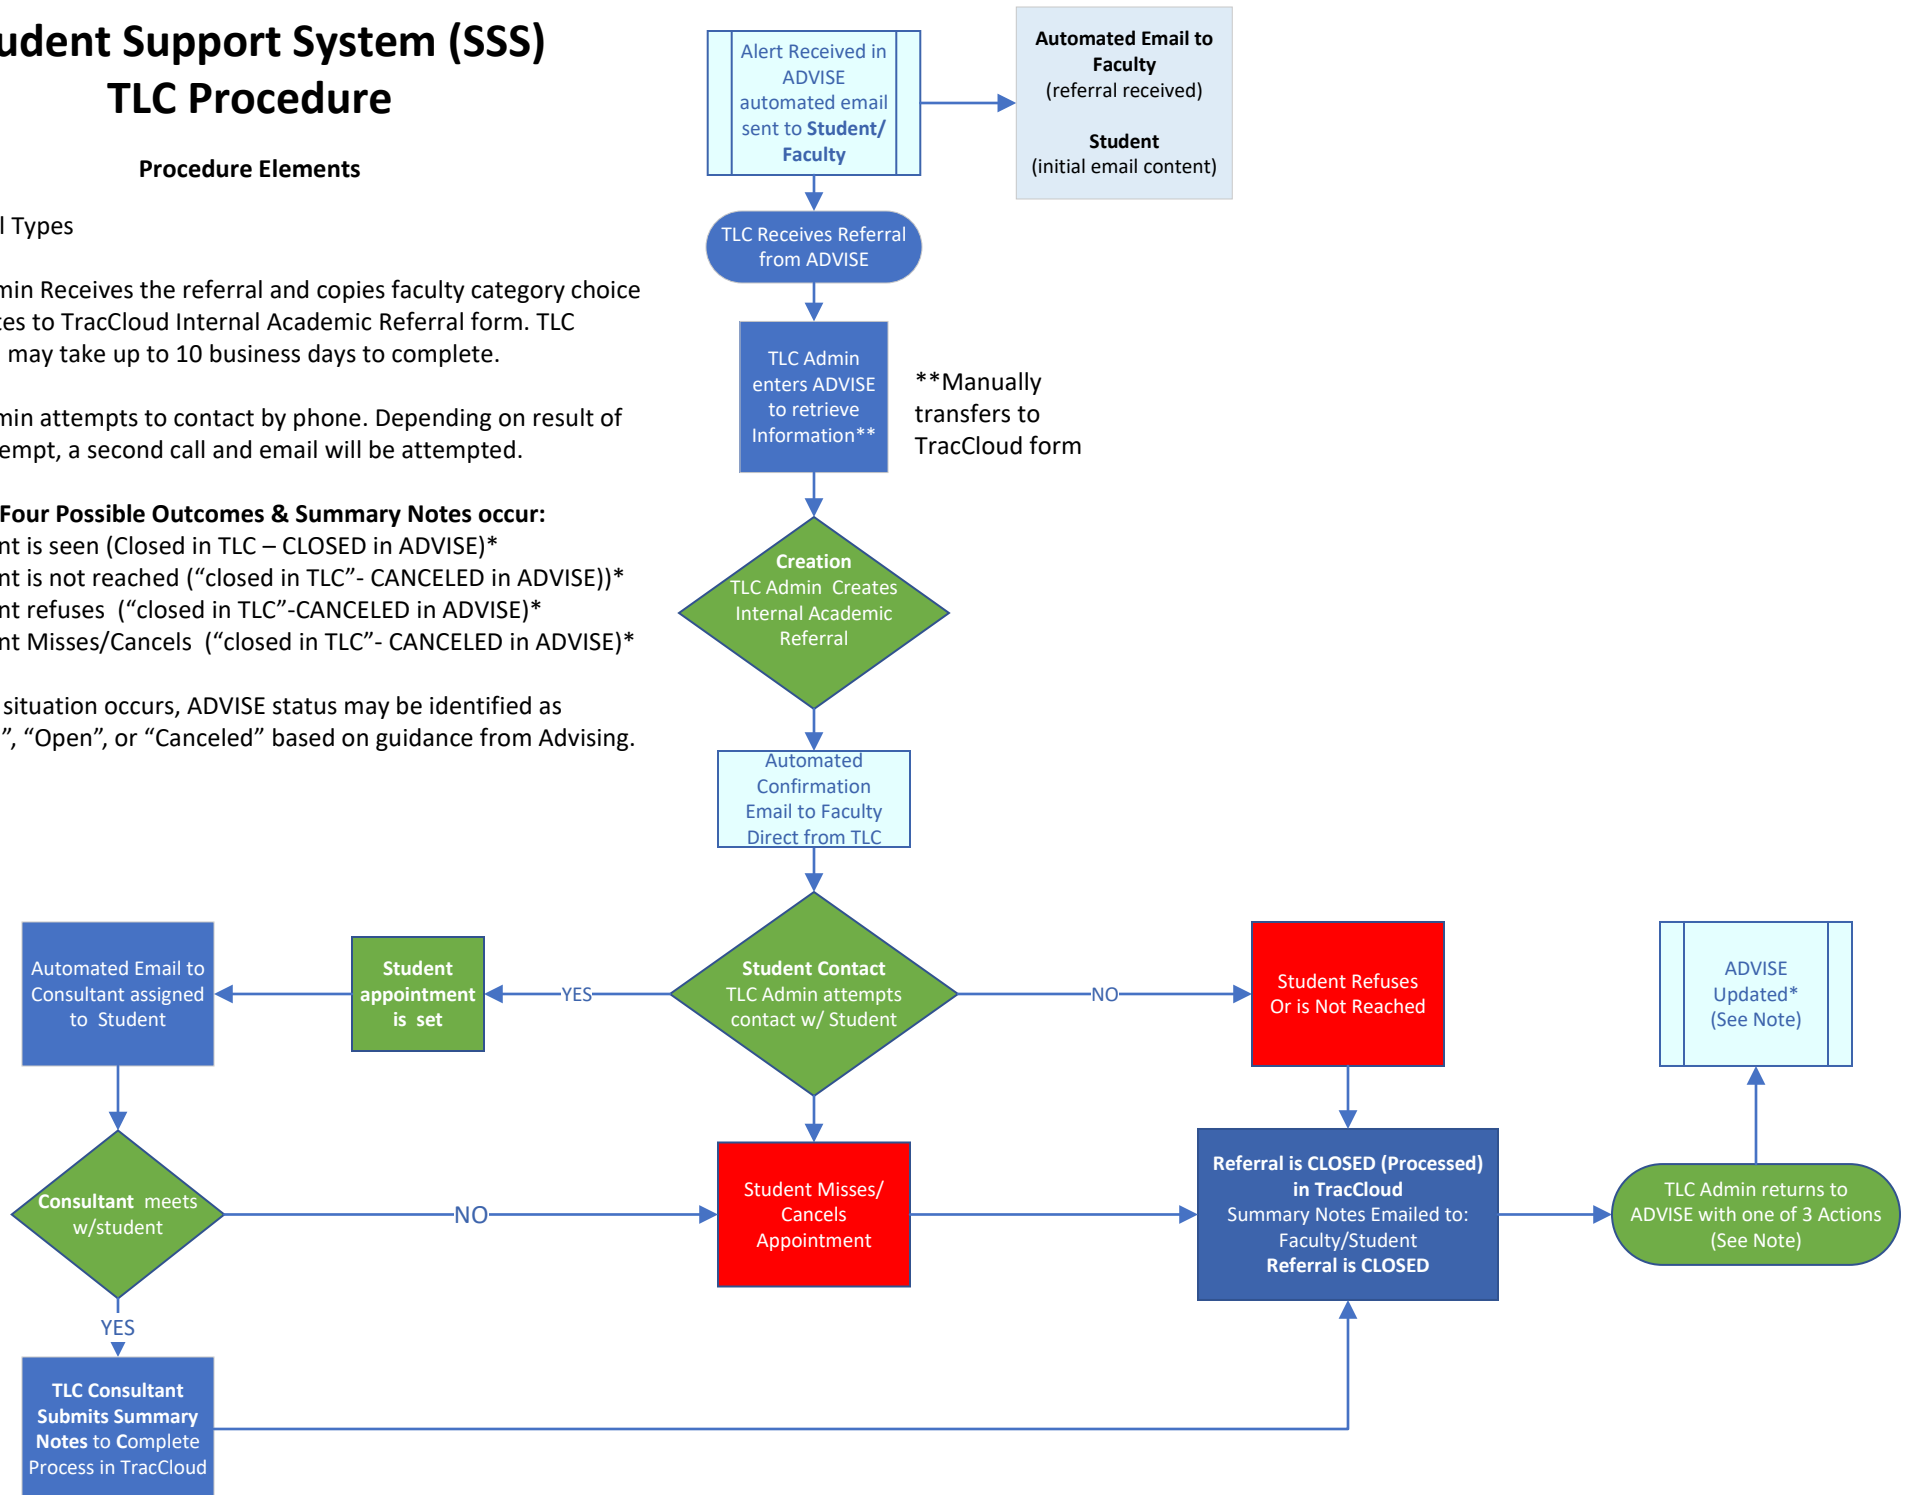 udent Support System (SSS)
TLC Procedure
Procedure Elements
l Types
min Receives the referral and copies faculty category choice
tes to TracCloud Internal Academic Referral form. TLC
may take up to 10 business days to complete.
min attempts to contact by phone. Depending on result of
empt, a second call and email will be attempted.
Four Possible Outcomes & Summary Notes occur:
nt is seen (Closed in TLC – CLOSED in ADVISE)*
nt is not reached (“closed in TLC”- CANCELED in ADVISE))*
nt refuses (“closed in TLC”-CANCELED in ADVISE)*
nt Misses/Cancels (“closed in TLC”- CANCELED in ADVISE)*
situation occurs, ADVISE status may be identified as
”, “Open”, or “Canceled” based on guidance from Advising.
Alert Received in
ADVISE
automated email
sent to Student/
Faculty
Automated Email to
Faculty
(referral received)
Student
(initial email content)
TLC Receives Referral
from ADVISE
TLC Admin
enters ADVISE
to retrieve
Information**
**Manually
transfers to
TracCloud form
Creation
TLC Admin Creates
Internal Academic
Referral
Automated
Confirmation
Email to Faculty
Direct from TLC
Automated Email to
Consultant assigned
to Student
Student
appointment
is set
YES
Student Contact
TLC Admin attempts
contact w/ Student
NO
Student Refuses
Or is Not Reached
ADVISE
Updated*
(See Note)
Consultant meets
w/student
NO
Student Misses/
Cancels
Appointment
Referral is CLOSED (Processed)
in TracCloud
Summary Notes Emailed to:
Faculty/Student
Referral is CLOSED
TLC Admin returns to
ADVISE with one of 3 Actions
(See Note)
YES
TLC Consultant
Submits Summary
Notes to Complete
Process in TracCloud